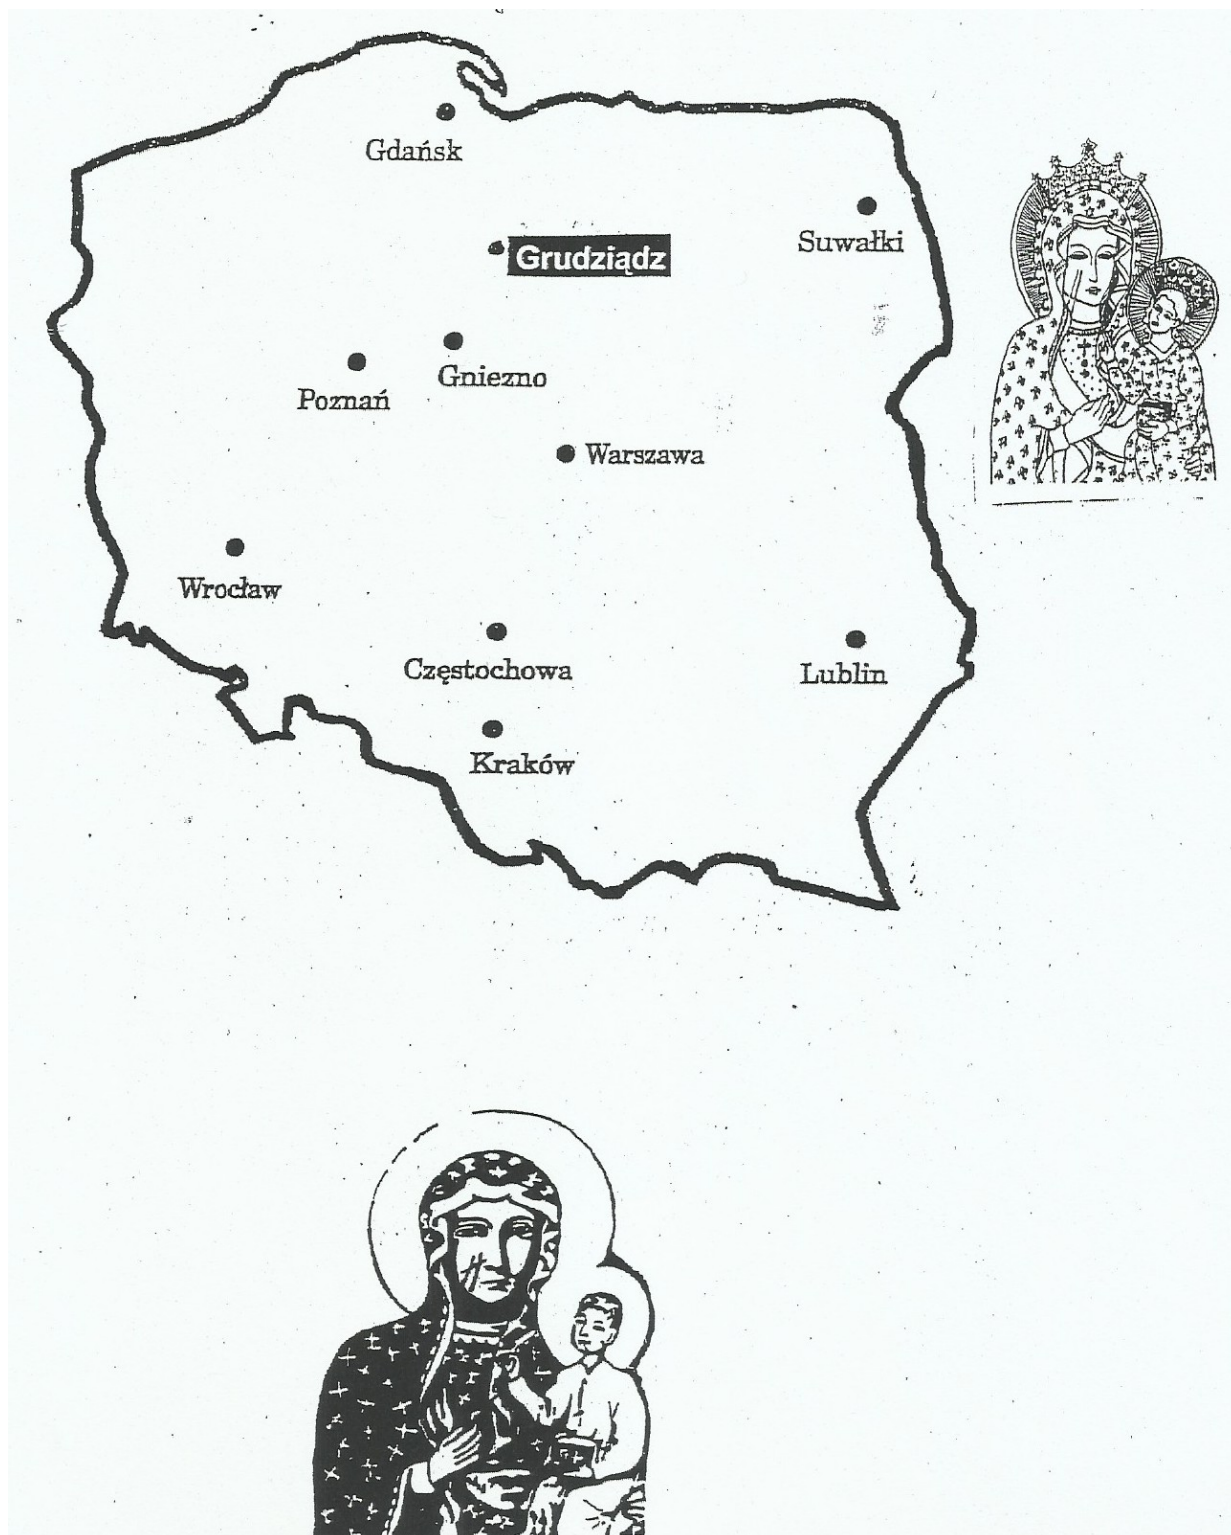 Gdańsk
Suwałki
Grudziądz
Gniezno
Poznań
Warszawa
Wrocław
Częstochowa
Lublin
Kraków